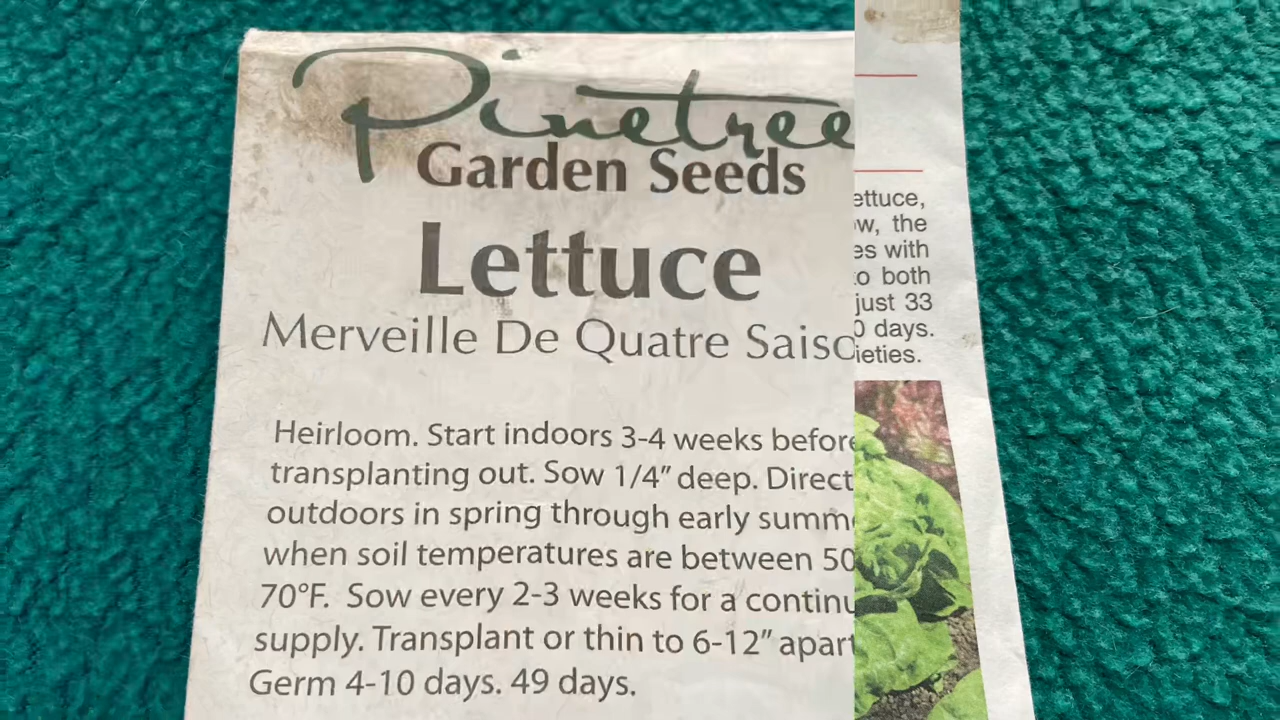 Pinetree
Garden Seeds
Lettuce
Merveille De Quatre Saiso
Heirloom. Start indoors 3-4 weeks before
transplanting out. Sow 1/4" deep. Direct
outdoors in spring through early summe
when soil temperatures are between 50
70°F. Sow every 2-3 weeks for a continu
supply. Transplant or thin to 6-12" apart
Germ 4-10 days. 49 days.
ettuce,
w, the
es with
to both
just 33
0 days.
ieties.